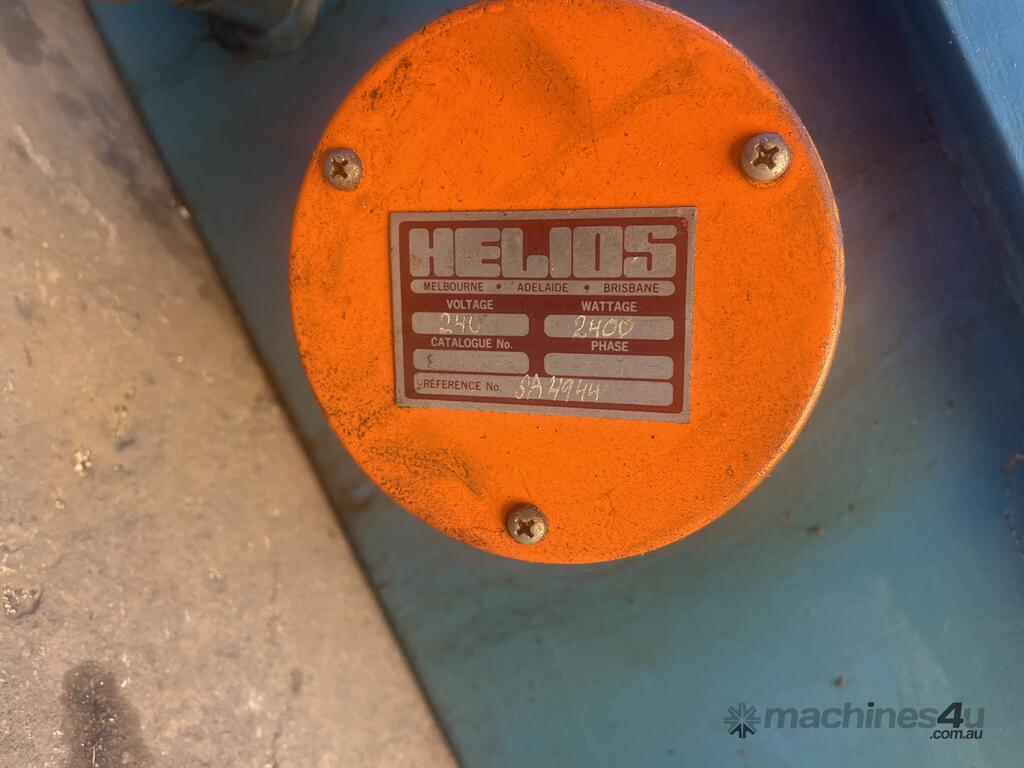 HELIOS
MELBOURNE • ADELAIDE • BRISBANE
VOLTAGE WATTAGE
240 2400
CATALOGUE No. PHASE
REFERENCE No. SA 4944
machines4u
.com.au